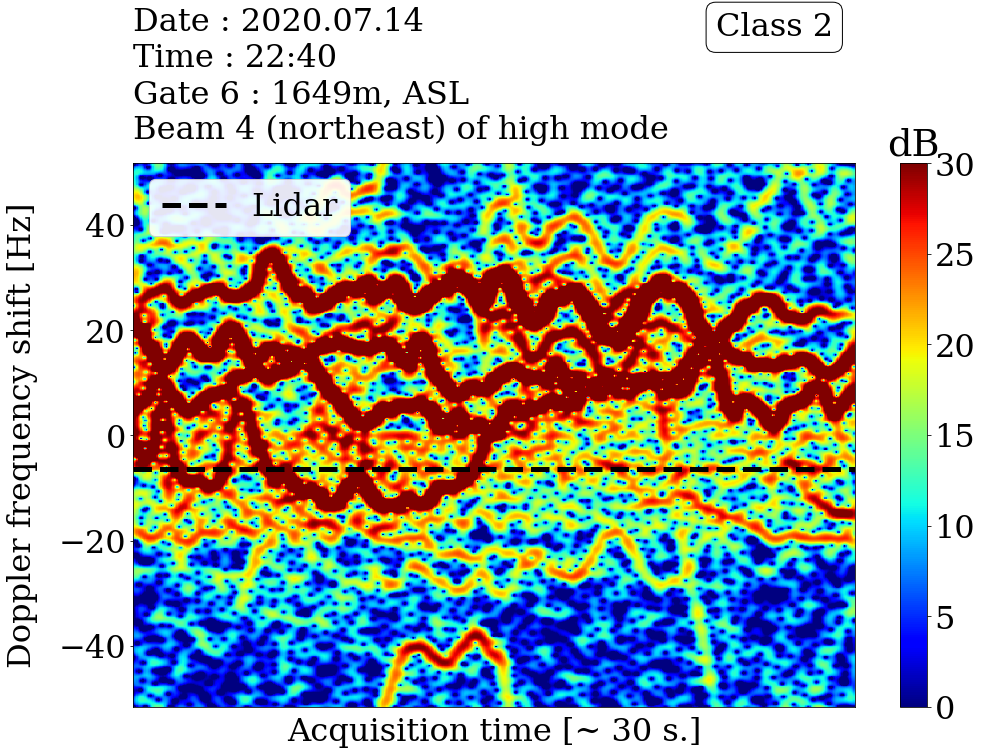 Date : 2020.07.14
Time : 22:40
Gate 6 : 1649m, ASL
Beam 4 (northeast) of high mode
Class 2
dB
Lidar
Doppler frequency shift [Hz]
40
20
0
−20
−40
Acquisition time [~ 30 s.]
30
25
20
15
10
5
0